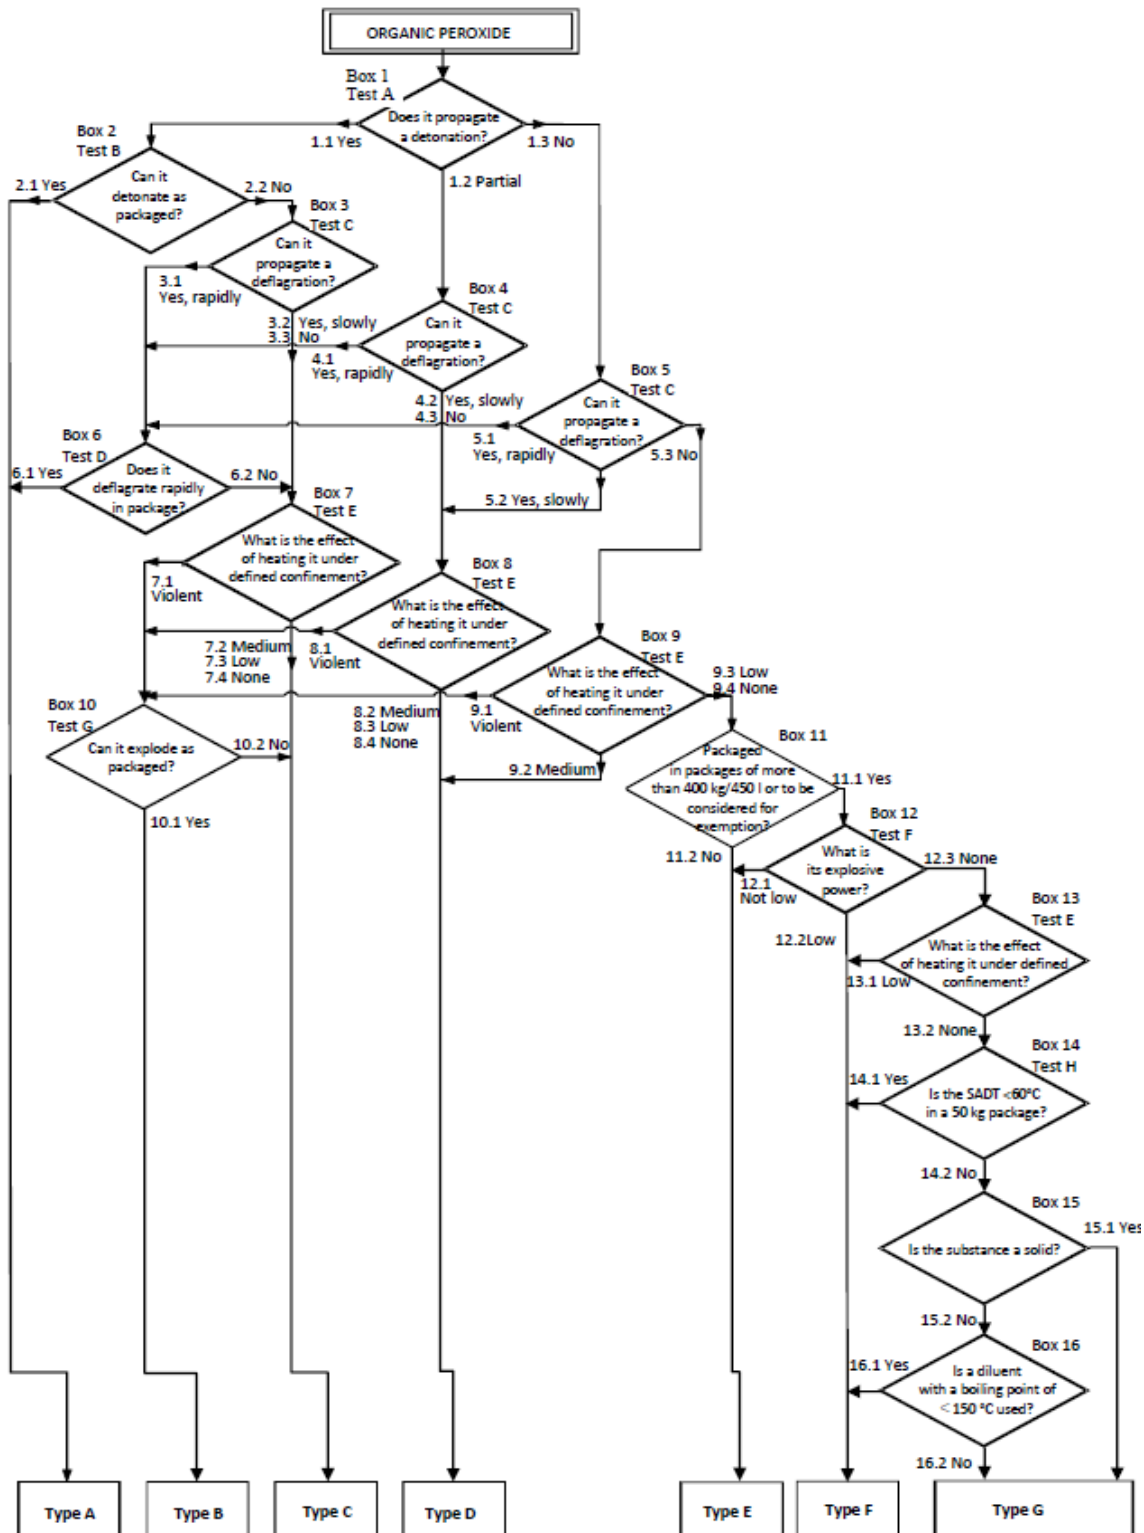 ORGANIC PEROXIDE
Box 1
Test A
Does it propagate
a detonation?
1.1 Yes
1.3 No
1.2 Partial
Box 2
Test B
Can it
detonate as
packaged?
2.1 Yes
2.2 No
Box 3
Test C
Can it
propagate a
deflagration?
3.1
Yes, rapidly
3.2 Yes, slowly
3.3 No
Box 4
Test C
Can it
propagate a
deflagration?
4.1
Yes, rapidly
4.2 Yes, slowly
4.3 No
Box 5
Test C
Can it
propagate a
deflagration?
5.1
Yes, rapidly
5.3 No
5.2 Yes, slowly
Box 6
Test D
Does it
deflagrate rapidly
in package?
6.1 Yes
6.2 No
Box 7
Test E
What is the effect
of heating it under
defined confinement?
7.1
Violent
7.2 Medium
7.3 Low
7.4 None
Box 8
Test E
What is the effect
of heating it under
defined confinement?
8.1
Violent
8.2 Medium
8.3 Low
8.4 None
Box 9
Test E
What is the effect
of heating it under
defined confinement?
9.1
Violent
9.2 Medium
9.3 Low
9.4 None
Box 10
Test G
Can it explode as
packaged?
10.2 No
10.1 Yes
Box 11
Packaged
in packages of more
than 400 kg/450 l or to be
considered for
exemption?
11.1 Yes
11.2 No
Box 12
Test F
What is
its explosive
power?
12.1
Not low
12.3 None
12.2Low
Box 13
Test E
What is the effect
of heating it under defined
confinement?
13.1 Low
13.2 None
Box 14
Test H
Is the SADT <60°C
in a 50 kg package?
14.1 Yes
14.2 No
Box 15
Is the substance a solid?
15.1 Yes
15.2 No
Box 16
Is a diluent
with a boiling point of
< 150 °C used?
16.1 Yes
16.2 No
Type A
Type B
Type C
Type D
Type E
Type F
Type G